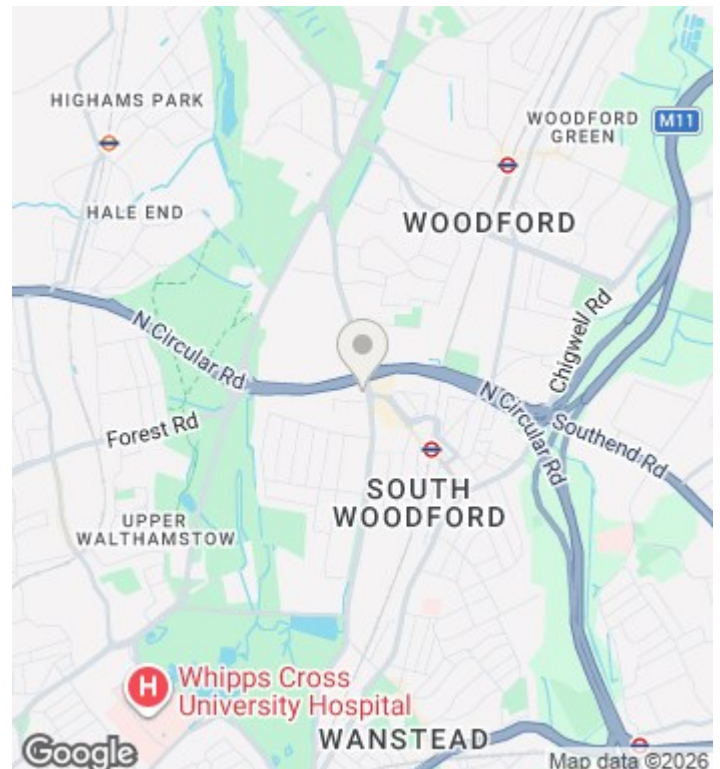 HIGHAMS PARK
M11
WOODFORD
GREEN
HALE END
WOODFORD
Chigwell Rd
N Circular Rd
N Circular Rd
Southend Rd
Forest Rd
SOUTH
WOODFORD
UPPER
WALTHAMSTOW
H
Whipps Cross
University Hospital
WANSTEAD
Google
Map data ©2026